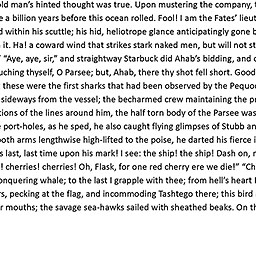 old man's hinted thought was true. Upon mustering the company, t
e a billion years before this ocean rolled. Fool! I am the Fates' lieut
d within his scuttle; his hid, heliotrope glance anticipatingly gone b
it. Ha! a coward wind that strikes stark naked men, but will not st
" "Aye, aye, sir," and straightway Starbuck did Ahab's bidding, and o
uching thyself, O Parsee; but, Ahab, there thy shot fell short. Good
these were the first sharks that had been observed by the Pequod
sideways from the vessel; the becharmed crew maintaining the pr
tions of the lines around him, the half torn body of the Parsee was
e port-holes, as he sped, he also caught flying glimpses of Stubb an
ooth arms lengthwise high-lifted to the poise, he darted his fierce i
s last, last time upon his mark! I see: the ship! the ship! Dash on, m
! cherries! cherries! Oh, Flask, for one red cherry ere we die!" "Ch
onquering whale; to the last I grapple with thee; from hell's heart I
rs, pecking at the flag, and incommoding Tashtego there; this bird
r mouths; the savage sea-hawks sailed with sheathed beaks. On th